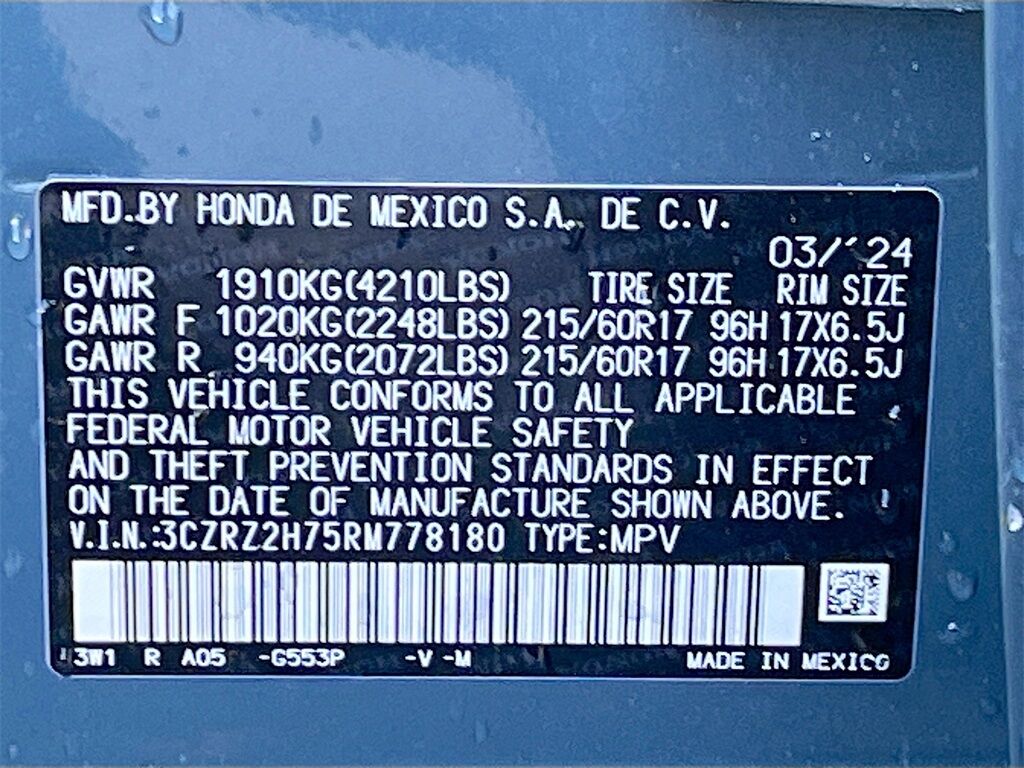 MFD.BY HONDA DE MEXICO S.A. DE C.V.
03/'24
GVWR 1910KG(4210LBS) TIRE SIZE RIM SIZE
GAWR F 1020KG(2248LBS) 215/60R17 96H 17X6.5J
GAWR R 940KG(2072LBS) 215/60R17 96H 17X6.5J
THIS VEHICLE CONFORMS TO ALL APPLICABLE
FEDERAL MOTOR VEHICLE SAFETY
AND THEFT PREVENTION STANDARDS IN EFFECT
ON THE DATE OF MANUFACTURE SHOWN ABOVE.
V.I.N.:3CZRZ2H75RM778180 TYPE:MPV
3W1 R A05 -G553P -V -M MADE IN MEXICO